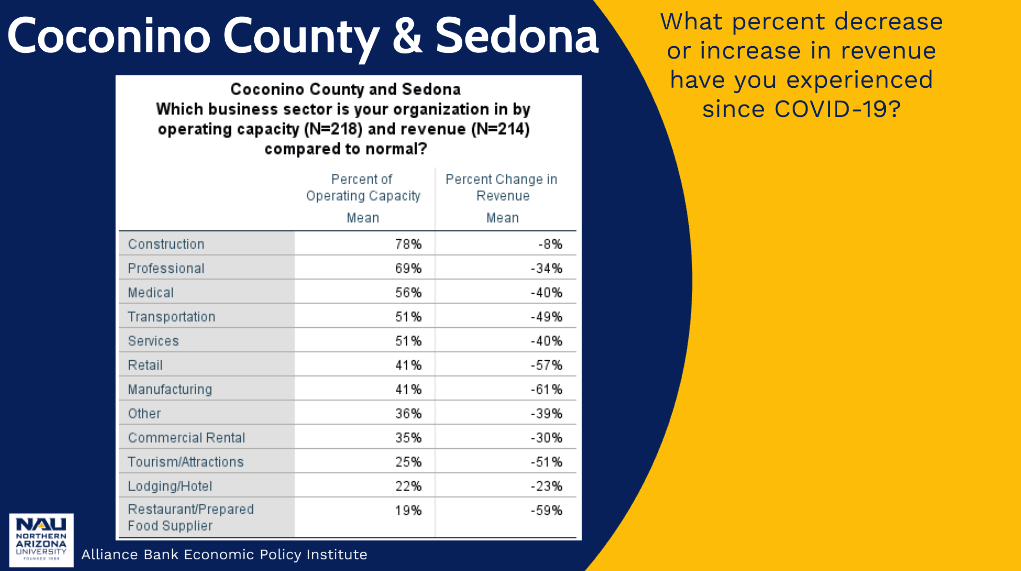 Coconino County & Sedona
What percent decrease
or increase in revenue
have you experienced
since COVID-19?
Coconino County and Sedona
Which business sector is your organization in by
operating capacity (N=218) and revenue (N=214)
compared to normal?
Percent of
Operating Capacity
Percent Change in
Revenue
Mean Mean
Construction 78% -8%
Professional 69% -34%
Medical 56% -40%
Transportation 51% -49%
Services 51% -40%
Retail 41% -57%
Manufacturing 41% -61%
Other 36% -39%
Commercial Rental 35% -30%
Tourism/Attractions 25% -51%
Lodging/Hotel 22% -23%
Restaurant/Prepared
Food Supplier 19% -59%
NAU
NORTHERN
ARIZONA
UNIVERSITY
FOUNDED 1899
Alliance Bank Economic Policy Institute